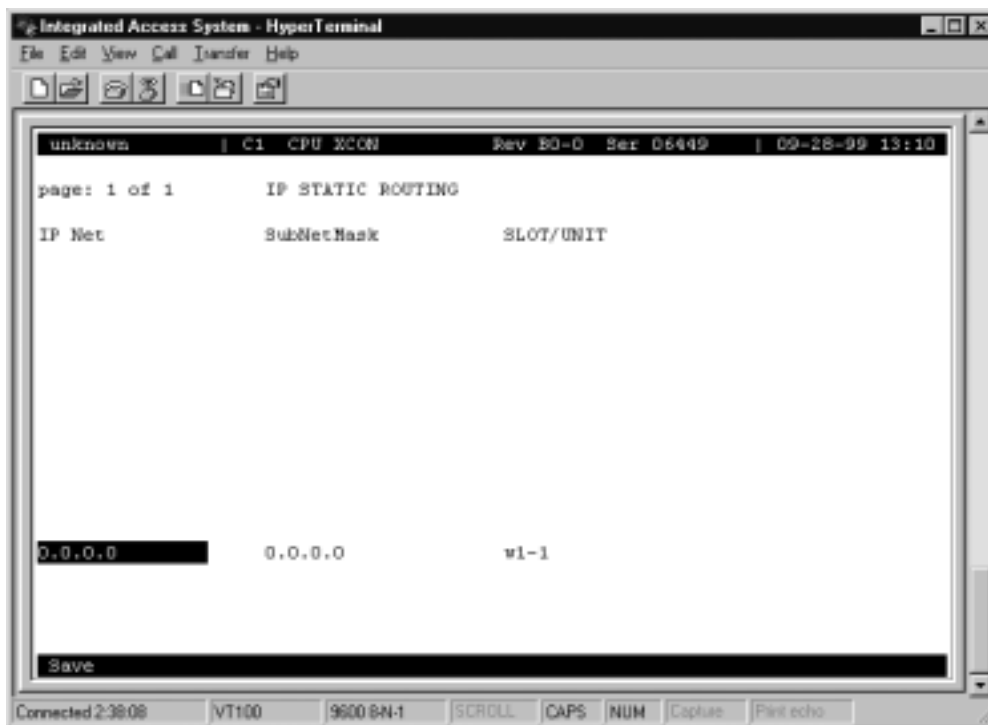 Integrated Access System - HyperTerminal
File Edit View Call Transfer Help
unknown | C1 CPU XCON Rev B0-0 Ser 06449 | 09-28-99 13:10
page: 1 of 1 IP STATIC ROUTING
IP Net SubNetMask SLOT/UNIT
0.0.0.0 0.0.0.0 w1-1
Save
Connected 2:38:08 VT100 9600 8-N-1 SCROLL CAPS NUM Capture Print echo